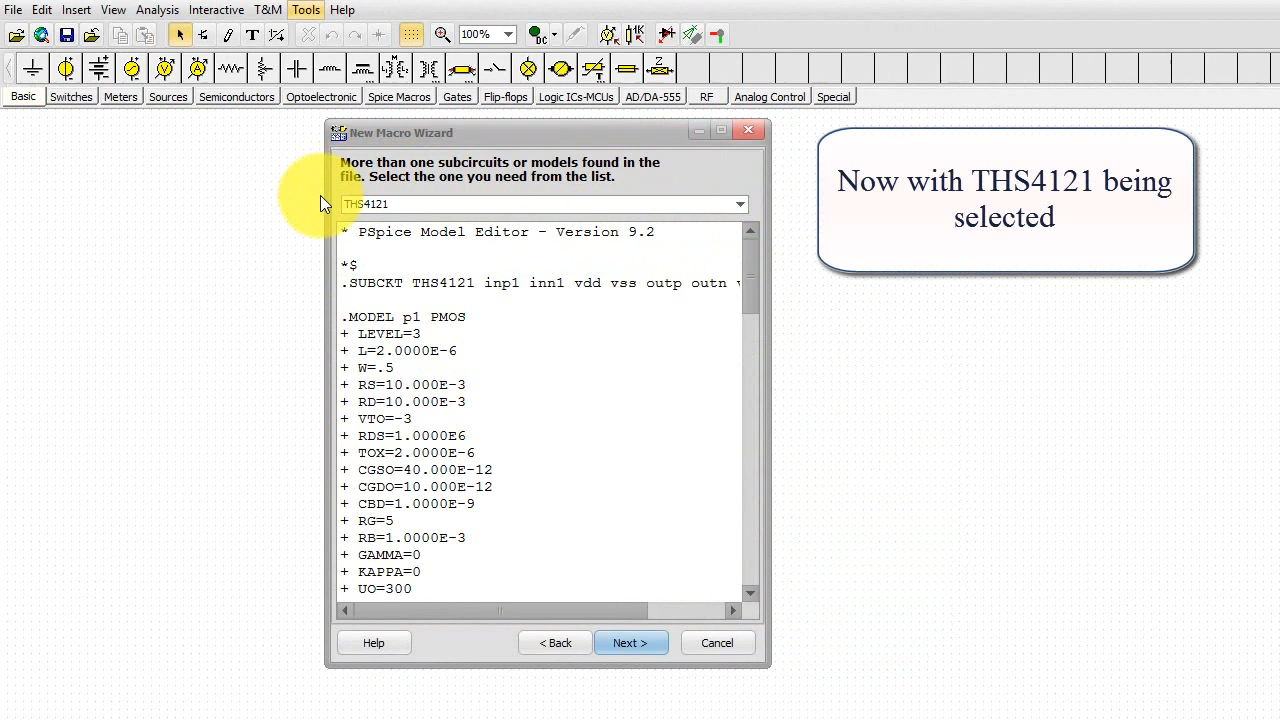 File Edit Insert View Analysis Interactive T&M Tools Help
DC 1K 100%
M Z
Basic Switches Meters Sources Semiconductors Optoelectronic Spice Macros Gates Flip-flops Logic ICs-MCUs AD/DA-555 RF Analog Control Special
New Macro Wizard
More than one subcircuits or models found in the
file. Select the one you need from the list.
THS4121
* PSpice Model Editor - Version 9.2
*$
.SUBCKT THS4121 inp1 inn1 vdd vss outp outn
.MODEL p1 PMOS
+ LEVEL=3
+ L=2.0000E-6
+ W=.5
+ RS=10.000E-3
+ RD=10.000E-3
+ VTO=-3
+ RDS=1.0000E6
+ TOX=2.0000E-6
+ CGSO=40.000E-12
+ CGDO=10.000E-12
+ CBD=1.0000E-9
+ RG=5
+ RB=1.0000E-3
+ GAMMA=0
+ KAPPA=0
+ UO=300
Help < Back Next > Cancel
Now with THS4121 being
selected